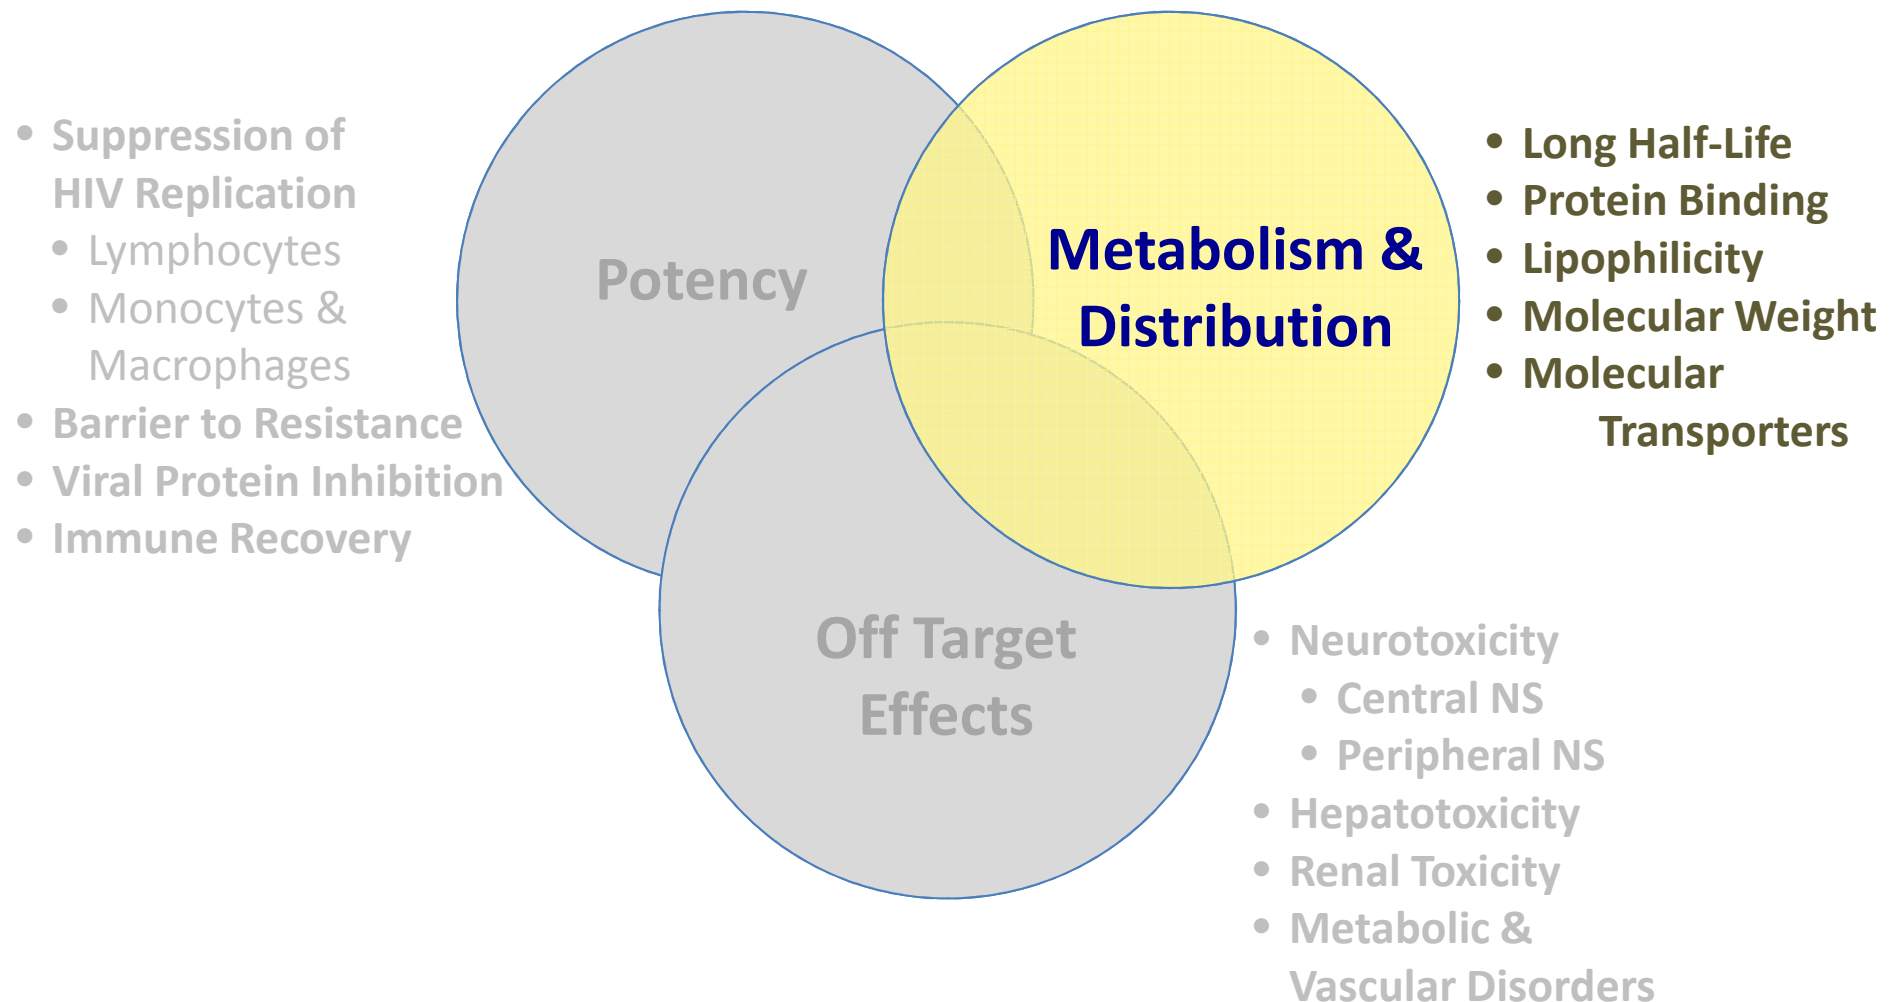 • Suppression of
HIV Replication
• Lymphocytes
• Monocytes &
Macrophages
• Barrier to Resistance
• Viral Protein Inhibition
• Immune Recovery
Potency
Metabolism &
Distribution
• Long Half-Life
• Protein Binding
• Lipophilicity
• Molecular Weight
• Molecular
Transporters
Off Target
Effects
• Neurotoxicity
• Central NS
• Peripheral NS
• Hepatotoxicity
• Renal Toxicity
• Metabolic &
Vascular Disorders